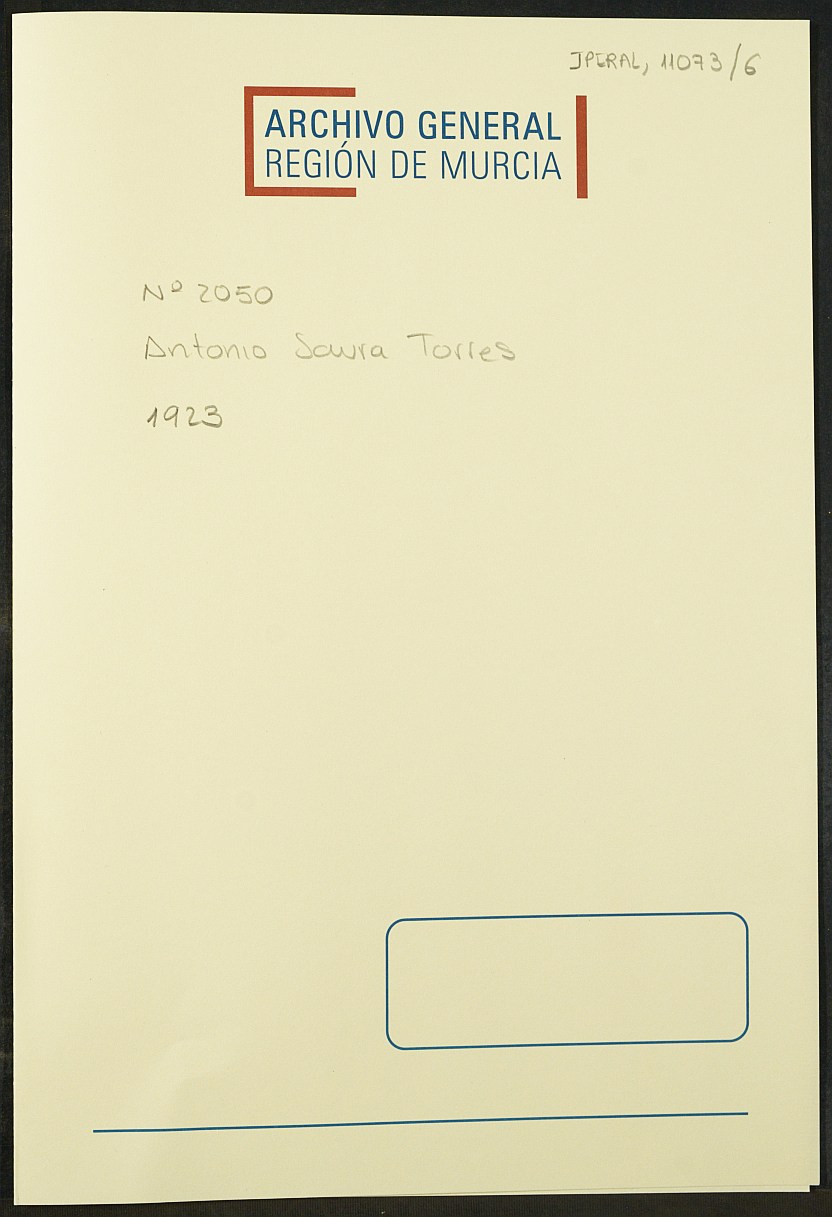 JPERAL, 11073/6
ARCHIVO GENERAL
REGIÓN DE MURCIA
Nº 2050
Antonio Saura Torres
1923